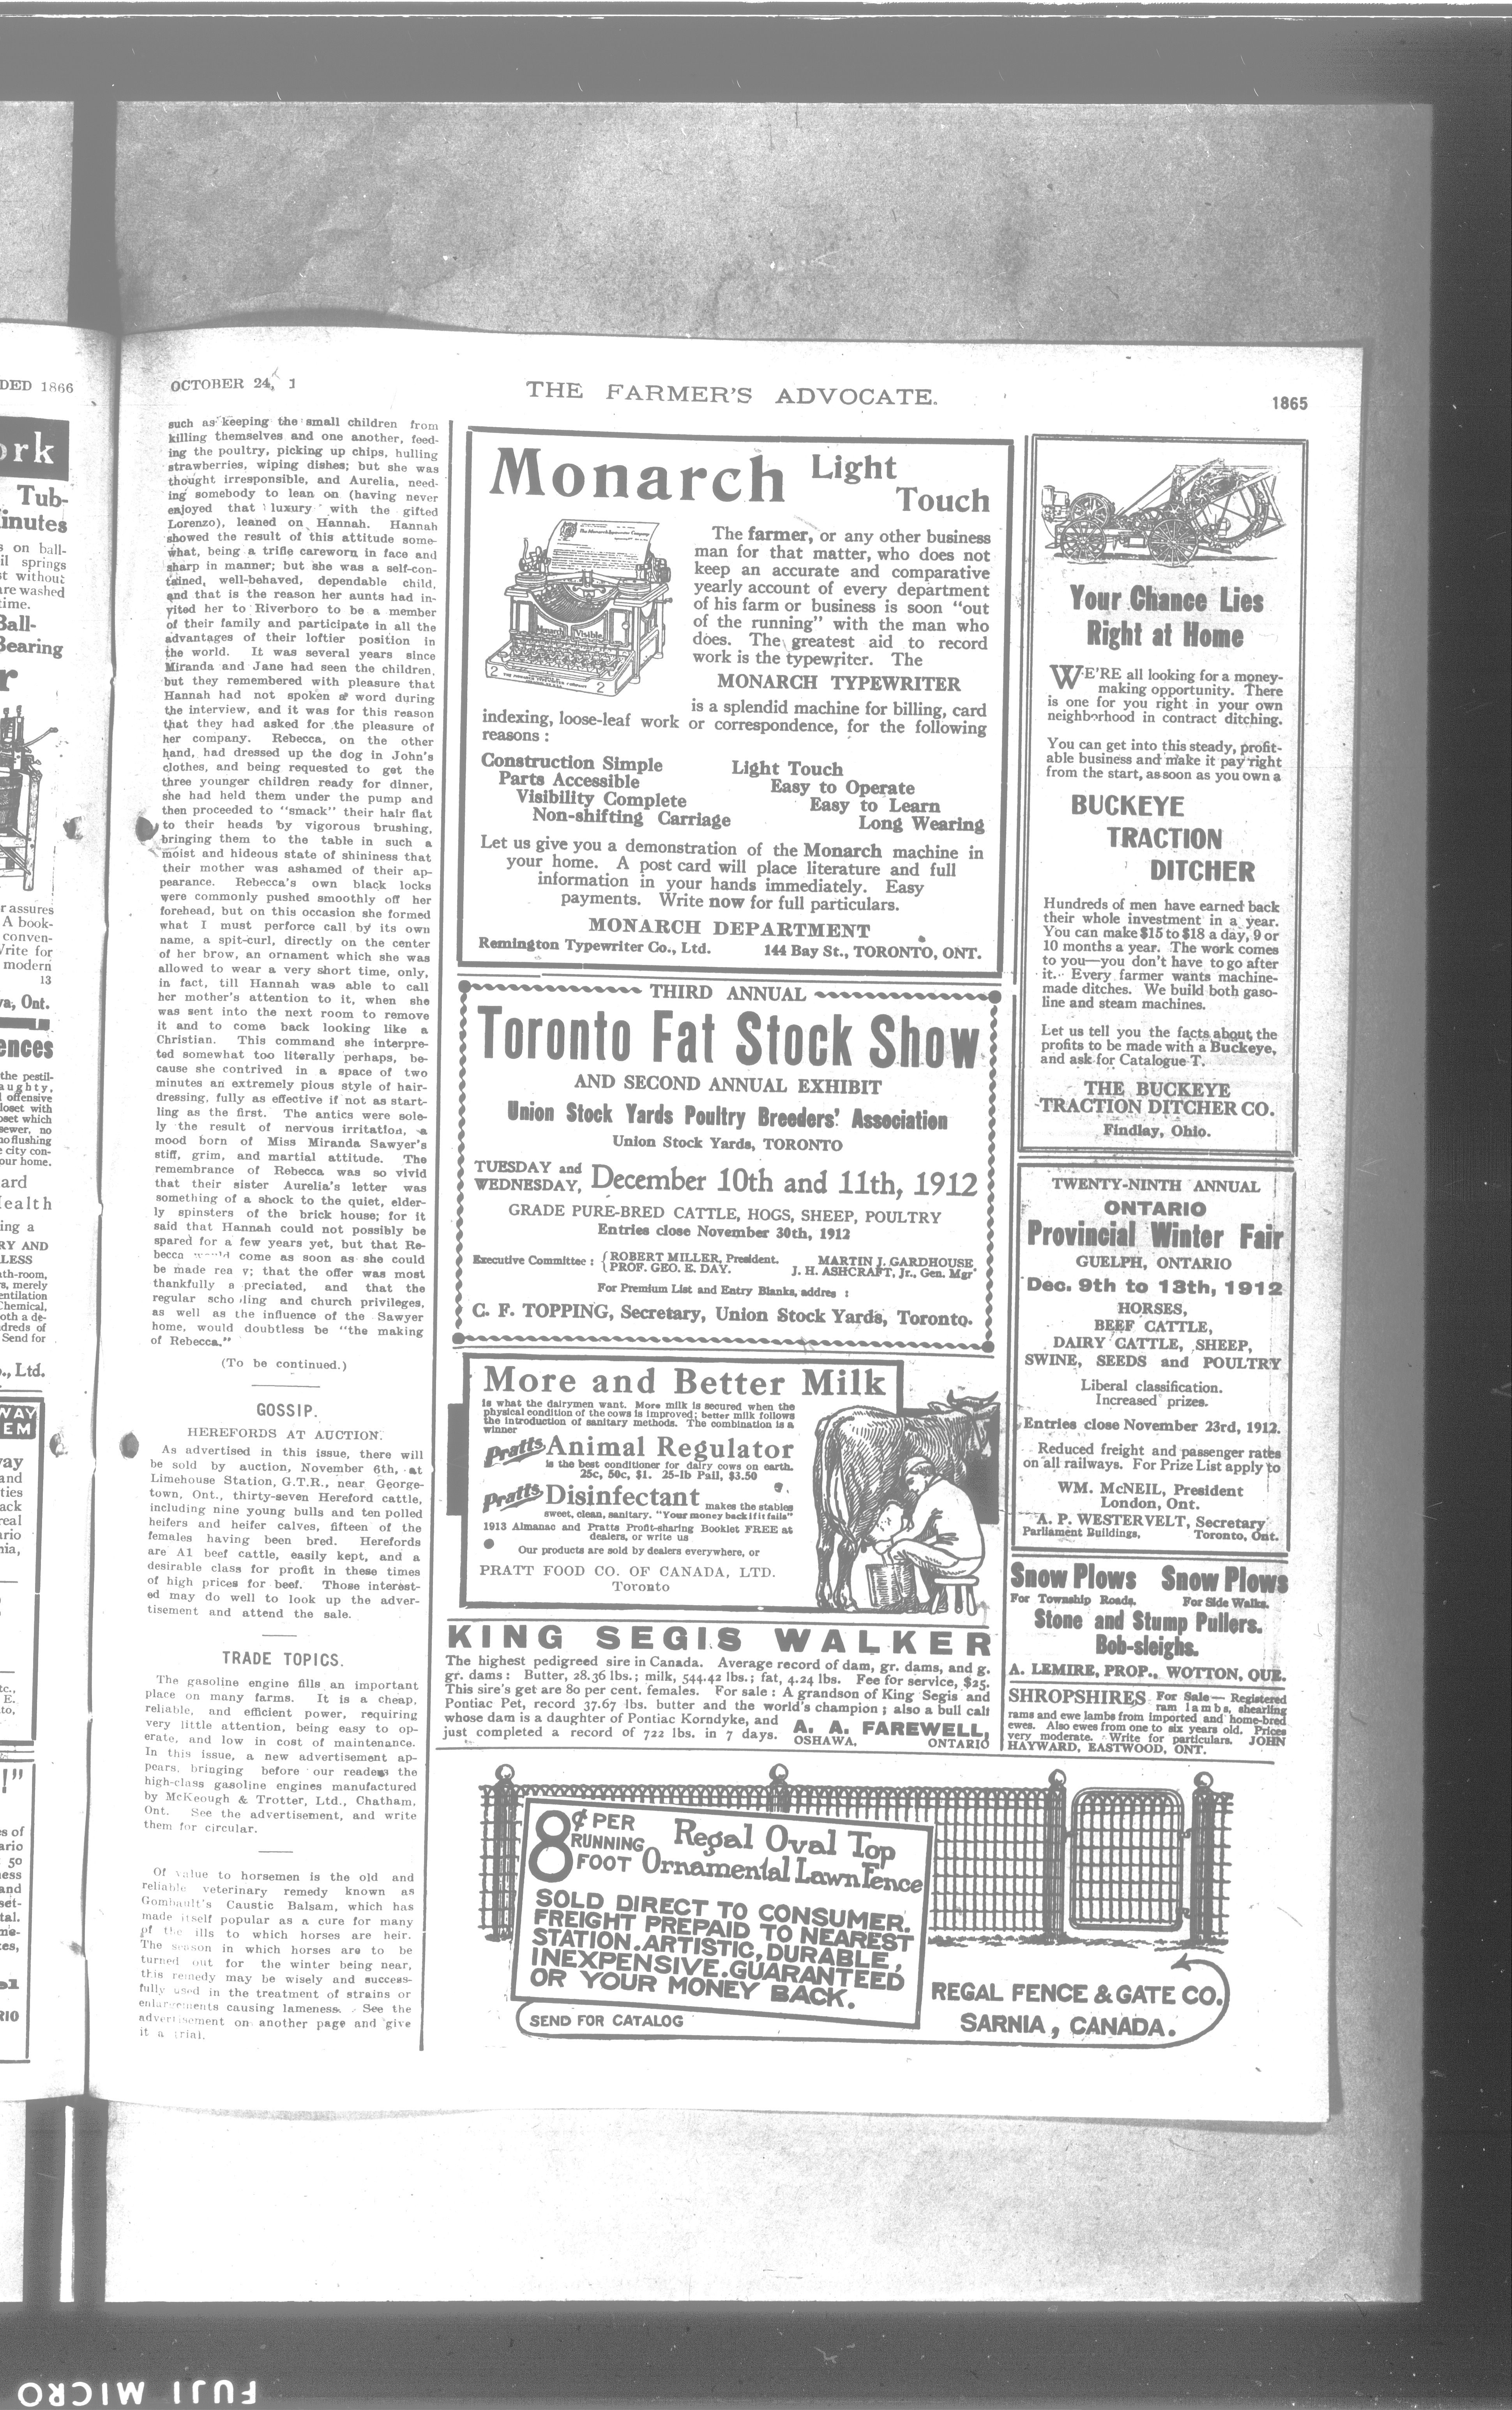 DED 1866
ork
Tub-
inutes
s on ball-
il springs
st without
are washed
time.
Ball-
Bearing
r
r assures
A book-
conven-
Write for
modern
13
va, Ont.
ences
the pestil-
aughty,
l offensive
loset with
oset which
sewer, no
no flushing
e city con-
our home.
ard
Health
ing a
RY AND
LESS
ath-room,
s, merely
entilation
Chemical,
oth a de-
dreds of
Send for
., Ltd.
WAY
EM
OCTOBER 24, 1
THE FARMER'S ADVOCATE.
1865
such as keeping the small children from
killing themselves and one another, feed-
ing the poultry, picking up chips, hulling
strawberries, wiping dishes; but she was
thought irresponsible, and Aurelia, need-
ing somebody to lean on (having never
enjoyed that luxury with the gifted
Lorenzo), leaned on Hannah. Hannah
showed the result of this attitude some-
what, being a trifle careworn in face and
sharp in manner; but she was a self-con-
tained, well-behaved, dependable child,
and that is the reason her aunts had in-
vited her to Riverboro to be a member
of their family and participate in all the
advantages of their loftier position in
the world. It was several years since
Miranda and Jane had seen the children,
but they remembered with pleasure that
Hannah had not spoken a word during
the interview, and it was for this reason
that they had asked for the pleasure of
her company. Rebecca, on the other
hand, had dressed up the dog in John's
clothes, and being requested to get the
three younger children ready for dinner,
she had held them under the pump and
then proceeded to "smack" their hair flat
to their heads by vigorous brushing,
bringing them to the table in such a
moist and hideous state of shininess that
their mother was ashamed of their ap-
pearance. Rebecca's own black locks
were commonly pushed smoothly off her
forehead, but on this occasion she formed
what I must perforce call by its own
name, a spit-curl, directly on the center
of her brow, an ornament which she was
allowed to wear a very short time, only,
in fact, till Hannah was able to call
her mother's attention to it, when she
was sent into the next room to remove
it and to come back looking like a
Christian. This command she interpre-
ted somewhat too literally perhaps, be-
cause she contrived in a space of two
minutes an extremely pious style of hair-
dressing, fully as effective if not as start-
ling as the first. The antics were sole-
ly the result of nervous irritation, a
mood born of Miss Miranda Sawyer's
stiff, grim, and martial attitude. The
remembrance of Rebecca was so vivid
that their sister Aurelia's letter was
something of a shock to the quiet, elder-
ly spinsters of the brick house; for it
said that Hannah could not possibly be
spared for a few years yet, but that Re-
becca would come as soon as she could
be made rea y; that the offer was most
thankfully a preciated, and that the
regular scho ling and church privileges,
as well as the influence of the Sawyer
home, would doubtless be "the making
of Rebecca."
(To be continued.)
GOSSIP.
HEREFORDS AT AUCTION.
As advertised in this issue, there will
be sold by auction, November 6th, at
Limehouse Station, G.T.R., near George-
town, Ont., thirty-seven Hereford cattle,
including nine young bulls and ten polled
heifers and heifer calves, fifteen of the
females having been bred. Herefords
are A1 beef cattle, easily kept, and a
desirable class for profit in these times
of high prices for beef. Those interest-
ed may do well to look up the adver-
tisement and attend the sale.
TRADE TOPICS.
The gasoline engine fills an important
place on many farms. It is a cheap,
reliable, and efficient power, requiring
very little attention, being easy to op-
erate, and low in cost of maintenance.
In this issue, a new advertisement ap-
pears, bringing before our readers the
high-class gasoline engines manufactured
by McKeough & Trotter, Ltd., Chatham,
Ont. See the advertisement, and write
them for circular.
Of value to horsemen is the old and
reliable veterinary remedy known as
Gombault's Caustic Balsam, which has
made itself popular as a cure for many
of the ills to which horses are heir.
The season in which horses are to be
turned out for the winter being near,
this remedy may be wisely and success-
fully used in the treatment of strains or
enlargements causing lameness. See the
advertisement on another page and give
it a trial.
Monarch Light
Touch
The farmer, or any other business
man for that matter, who does not
keep an accurate and comparative
yearly account of every department
of his farm or business is soon "out
of the running" with the man who
does. The greatest aid to record
work is the typewriter. The
MONARCH TYPEWRITER
is a splendid machine for billing, card
indexing, loose-leaf work or correspondence, for the following
reasons :
Construction Simple
Parts Accessible
Visibility Complete
Non-shifting Carriage
Light Touch
Easy to Operate
Easy to Learn
Long Wearing
Let us give you a demonstration of the Monarch machine in
your home. A post card will place literature and full
information in your hands immediately. Easy
payments. Write now for full particulars.
MONARCH DEPARTMENT
Remington Typewriter Co., Ltd. 144 Bay St., TORONTO, ONT.
THIRD ANNUAL
Toronto Fat Stock Show
AND SECOND ANNUAL EXHIBIT
Union Stock Yards Poultry Breeders' Association
Union Stock Yards, TORONTO
TUESDAY and
WEDNESDAY, December 10th and 11th, 1912
GRADE PURE-BRED CATTLE, HOGS, SHEEP, POULTRY
Entries close November 30th, 1912
Executive Committee : ROBERT MILLER, President. MARTIN J. GARDHOUSE
PROF. GEO. E. DAY. J. H. ASHCRAFT, Jr., Gen. Mgr
For Premium List and Entry Blanks, addres :
C. F. TOPPING, Secretary, Union Stock Yards, Toronto.
More and Better Milk
is what the dairymen want. More milk is secured when the
physical condition of the cows is improved; better milk follows
the introduction of sanitary methods. The combination is a
winner
Pratts Animal Regulator
is the best conditioner for dairy cows on earth.
25c, 50c, $1. 25-lb Pail, $3.50
Pratts Disinfectant makes the stables
sweet, clean, sanitary. "Your money back if it fails"
1913 Almanac and Pratts Profit-sharing Booklet FREE at
dealers, or write us
Our products are sold by dealers everywhere, or
PRATT FOOD CO. OF CANADA, LTD.
Toronto
KING SEGIS WALKER
The highest pedigreed sire in Canada. Average record of dam, gr. dams, and g.
gr. dams : Butter, 28.36 lbs.; milk, 544.42 lbs.; fat, 4.24 lbs. Fee for service, $25.
This sire's get are 80 per cent. females. For sale : A grandson of King Segis and
Pontiac Pet, record 37.67 lbs. butter and the world's champion ; also a bull calf
whose dam is a daughter of Pontiac Korndyke, and
just completed a record of 722 lbs. in 7 days.
A. A. FAREWELL,
OSHAWA, ONTARIO
Your Chance Lies
Right at Home
WE'RE all looking for a money-
making opportunity. There
is one for you right in your own
neighborhood in contract ditching.
You can get into this steady, profit-
able business and make it pay right
from the start, as soon as you own a
BUCKEYE
TRACTION
DITCHER
Hundreds of men have earned back
their whole investment in a year.
You can make $15 to $18 a day, 9 or
10 months a year. The work comes
to you—you don't have to go after
it. Every farmer wants machine-
made ditches. We build both gaso-
line and steam machines.
Let us tell you the facts about the
profits to be made with a Buckeye,
and ask for Catalogue T.
THE BUCKEYE
TRACTION DITCHER CO.
Findlay, Ohio.
TWENTY-NINTH ANNUAL
ONTARIO
Provincial Winter Fair
GUELPH, ONTARIO
Dec. 9th to 13th, 1912
HORSES,
BEEF CATTLE,
DAIRY CATTLE, SHEEP,
SWINE, SEEDS and POULTRY
Liberal classification.
Increased prizes.
Entries close November 23rd, 1912.
Reduced freight and passenger rates
on all railways. For Prize List apply to
WM. McNEIL, President
London, Ont.
A. P. WESTERVELT, Secretary
Parliament Buildings, Toronto, Ont.
Snow Plows Snow Plows
For Township Roads. For Side Walks.
Stone and Stump Pullers.
Bob-sleighs.
A. LEMIRE, PROP., WOTTON, QUE.
SHROPSHIRES For Sale — Registered
ram lambs, shearling
rams and ewe lambs from imported and home-bred
ewes. Also ewes from one to six years old. Prices
very moderate. Write for particulars. JOHN
HAYWARD, EASTWOOD, ONT.
8¢ PER
RUNNING
FOOT
Regal Oval Top
Ornamental Lawn Fence
SOLD DIRECT TO CONSUMER.
FREIGHT PREPAID TO NEAREST
STATION. ARTISTIC, DURABLE,
INEXPENSIVE. GUARANTEED
OR YOUR MONEY BACK.
SEND FOR CATALOG
REGAL FENCE & GATE CO.
SARNIA, CANADA.
FUJI MICRO